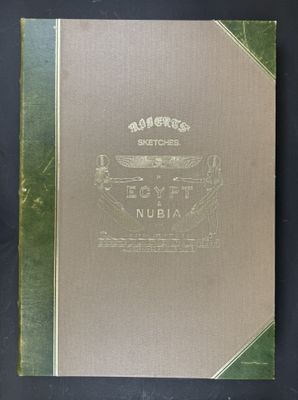 ROBERTS
SKETCHES.
IN
EGYPT
&
NUBIA